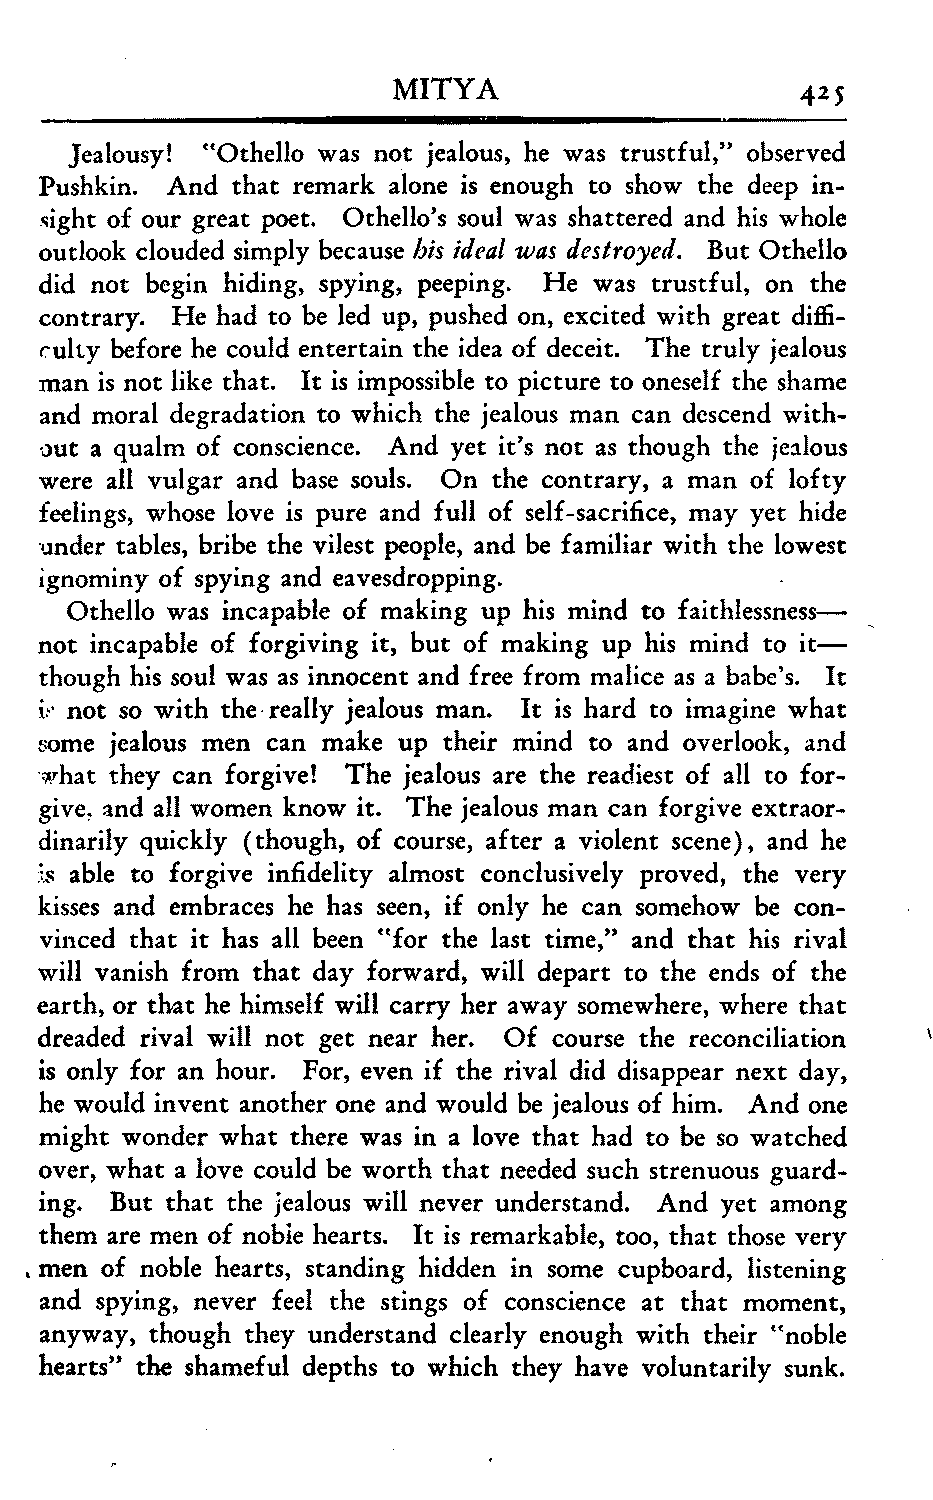 MITYA 425
Jealousy! "Othello was not jealous, he was trustful," observed
Pushkin. And that remark alone is enough to show the deep in-
sight of our great poet. Othello's soul was shattered and his whole
outlook clouded simply because his ideal was destroyed. But Othello
did not begin hiding, spying, peeping. He was trustful, on the
contrary. He had to be led up, pushed on, excited with great diffi-
culty before he could entertain the idea of deceit. The truly jealous
man is not like that. It is impossible to picture to oneself the shame
and moral degradation to which the jealous man can descend with-
out a qualm of conscience. And yet it's not as though the jealous
were all vulgar and base souls. On the contrary, a man of lofty
feelings, whose love is pure and full of self-sacrifice, may yet hide
under tables, bribe the vilest people, and be familiar with the lowest
ignominy of spying and eavesdropping.
Othello was incapable of making up his mind to faithlessness—
not incapable of forgiving it, but of making up his mind to it—
though his soul was as innocent and free from malice as a babe's. It
is not so with the really jealous man. It is hard to imagine what
some jealous men can make up their mind to and overlook, and
what they can forgive! The jealous are the readiest of all to for-
give, and all women know it. The jealous man can forgive extraor-
dinarily quickly (though, of course, after a violent scene), and he
is able to forgive infidelity almost conclusively proved, the very
kisses and embraces he has seen, if only he can somehow be con-
vinced that it has all been "for the last time," and that his rival
will vanish from that day forward, will depart to the ends of the
earth, or that he himself will carry her away somewhere, where that
dreaded rival will not get near her. Of course the reconciliation
is only for an hour. For, even if the rival did disappear next day,
he would invent another one and would be jealous of him. And one
might wonder what there was in a love that had to be so watched
over, what a love could be worth that needed such strenuous guard-
ing. But that the jealous will never understand. And yet among
them are men of noble hearts. It is remarkable, too, that those very
men of noble hearts, standing hidden in some cupboard, listening
and spying, never feel the stings of conscience at that moment,
anyway, though they understand clearly enough with their "noble
hearts" the shameful depths to which they have voluntarily sunk.